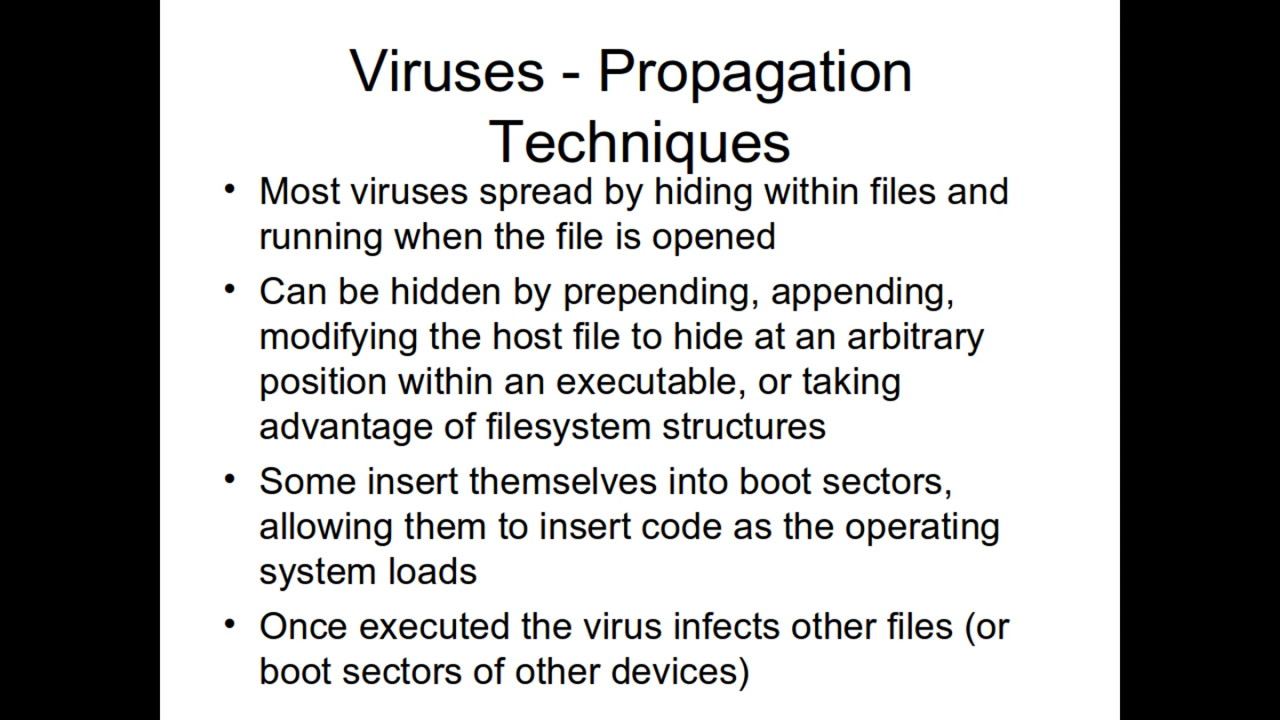 Viruses - Propagation
Techniques
• Most viruses spread by hiding within files and
running when the file is opened
• Can be hidden by prepending, appending,
modifying the host file to hide at an arbitrary
position within an executable, or taking
advantage of filesystem structures
• Some insert themselves into boot sectors,
allowing them to insert code as the operating
system loads
• Once executed the virus infects other files (or
boot sectors of other devices)